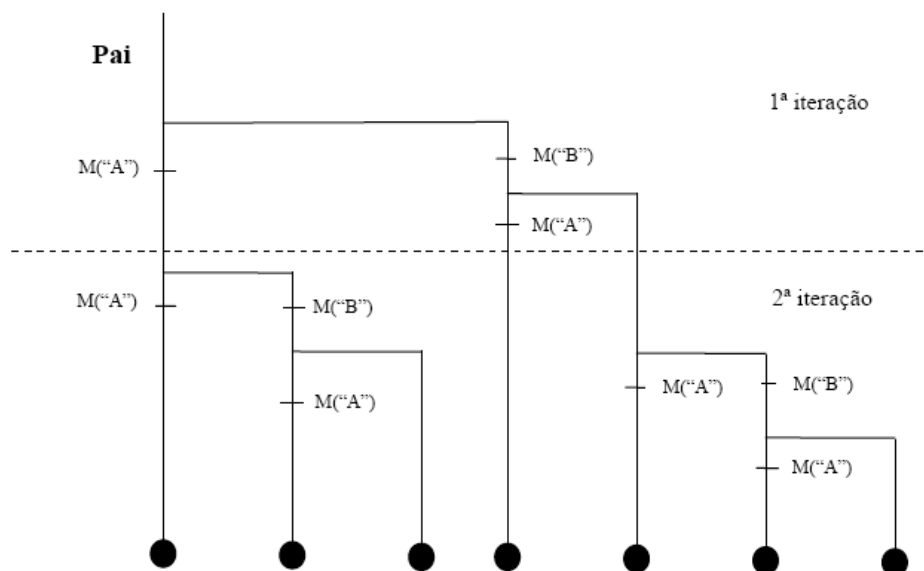 Pai
1ª iteração
M(“B”)
M(“A”)
M(“A”)
M(“A”)
M(“B”)
2ª iteração
M(“A”)
M(“B”)
M(“A”)
M(“A”)